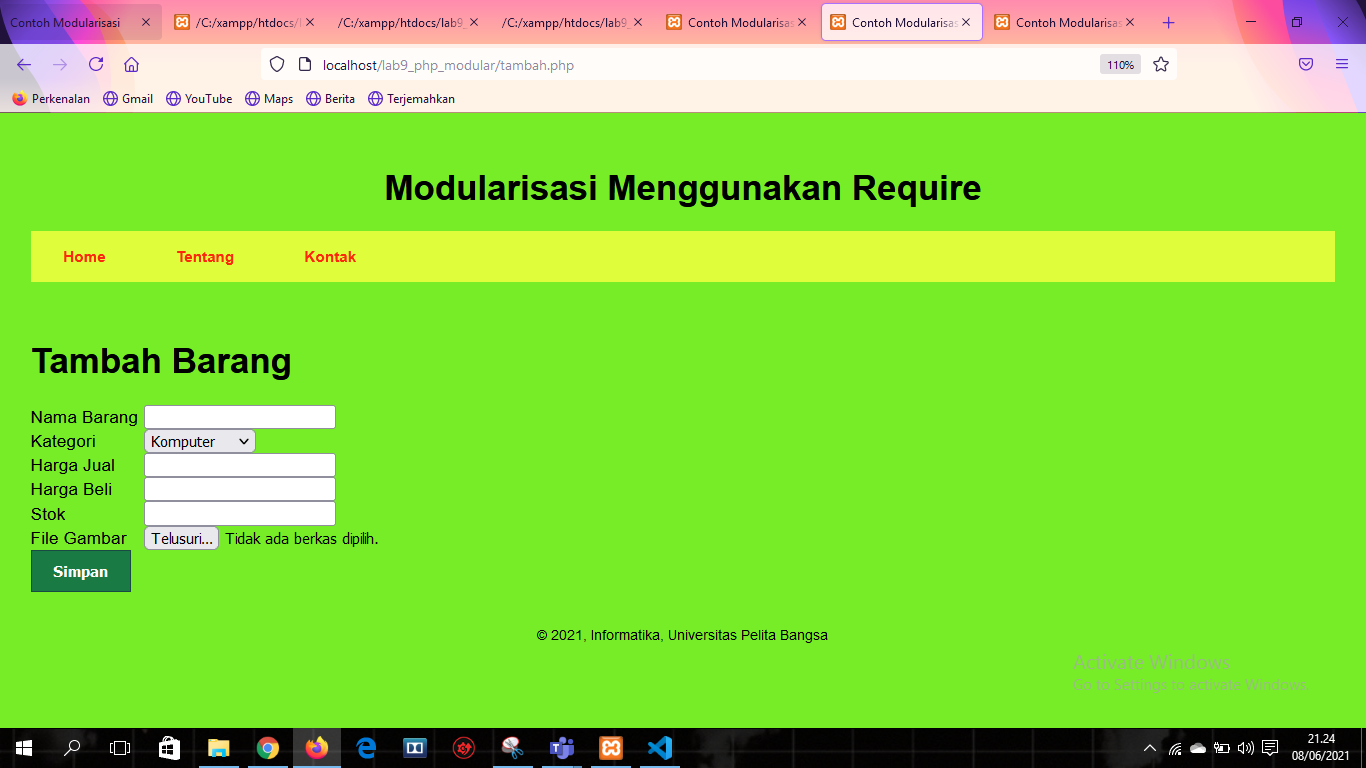 Contoh Modularisasi
/C:/xampp/htdocs/
/C:/xampp/htdocs/lab9_
/C:/xampp/htdocs/lab9_
Contoh Modularisas
Contoh Modularisas
Contoh Modularisas
localhost/lab9_php_modular/tambah.php
110%
Perkenalan Gmail YouTube Maps Berita Terjemahkan
Modularisasi Menggunakan Require
Home Tentang Kontak
Tambah Barang
Nama Barang
Kategori Komputer
Harga Jual
Harga Beli
Stok
File Gambar Telusuri... Tidak ada berkas dipilih.
Simpan
© 2021, Informatika, Universitas Pelita Bangsa
Activate Windows
Go to Settings to activate Windows.
21.24
08/06/2021